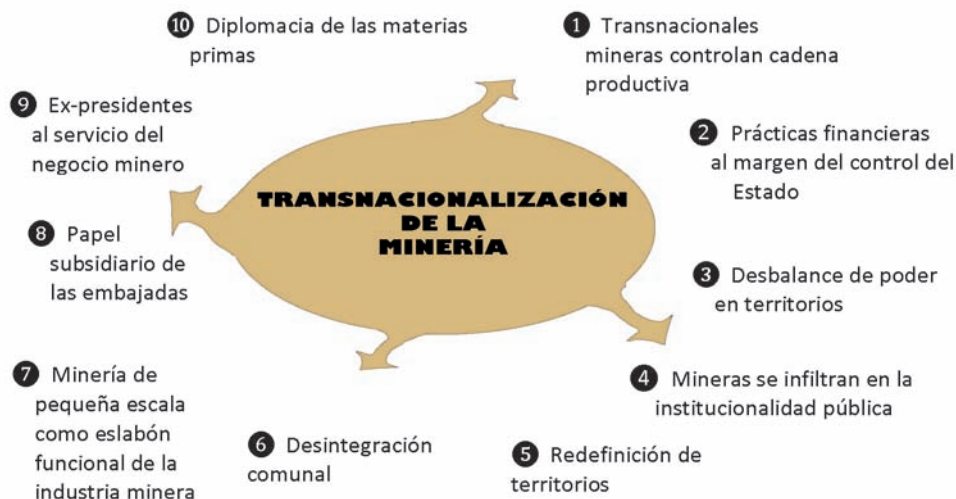 TRANSNACIONALIZACIÓN
DE LA
MINERÍA
1 Transnacionales
mineras controlan cadena
productiva
2 Prácticas financieras
al margen del control del
Estado
3 Desbalance de poder
en territorios
4 Mineras se infiltran en la
institucionalidad pública
5 Redefinición de
territorios
6 Desintegración
comunal
7 Minería de
pequeña escala
como eslabón
funcional de la
industria minera
8 Papel
subsidiario de
las embajadas
9 Ex-presidentes
al servicio del
negocio minero
10 Diplomacia de las materias
primas